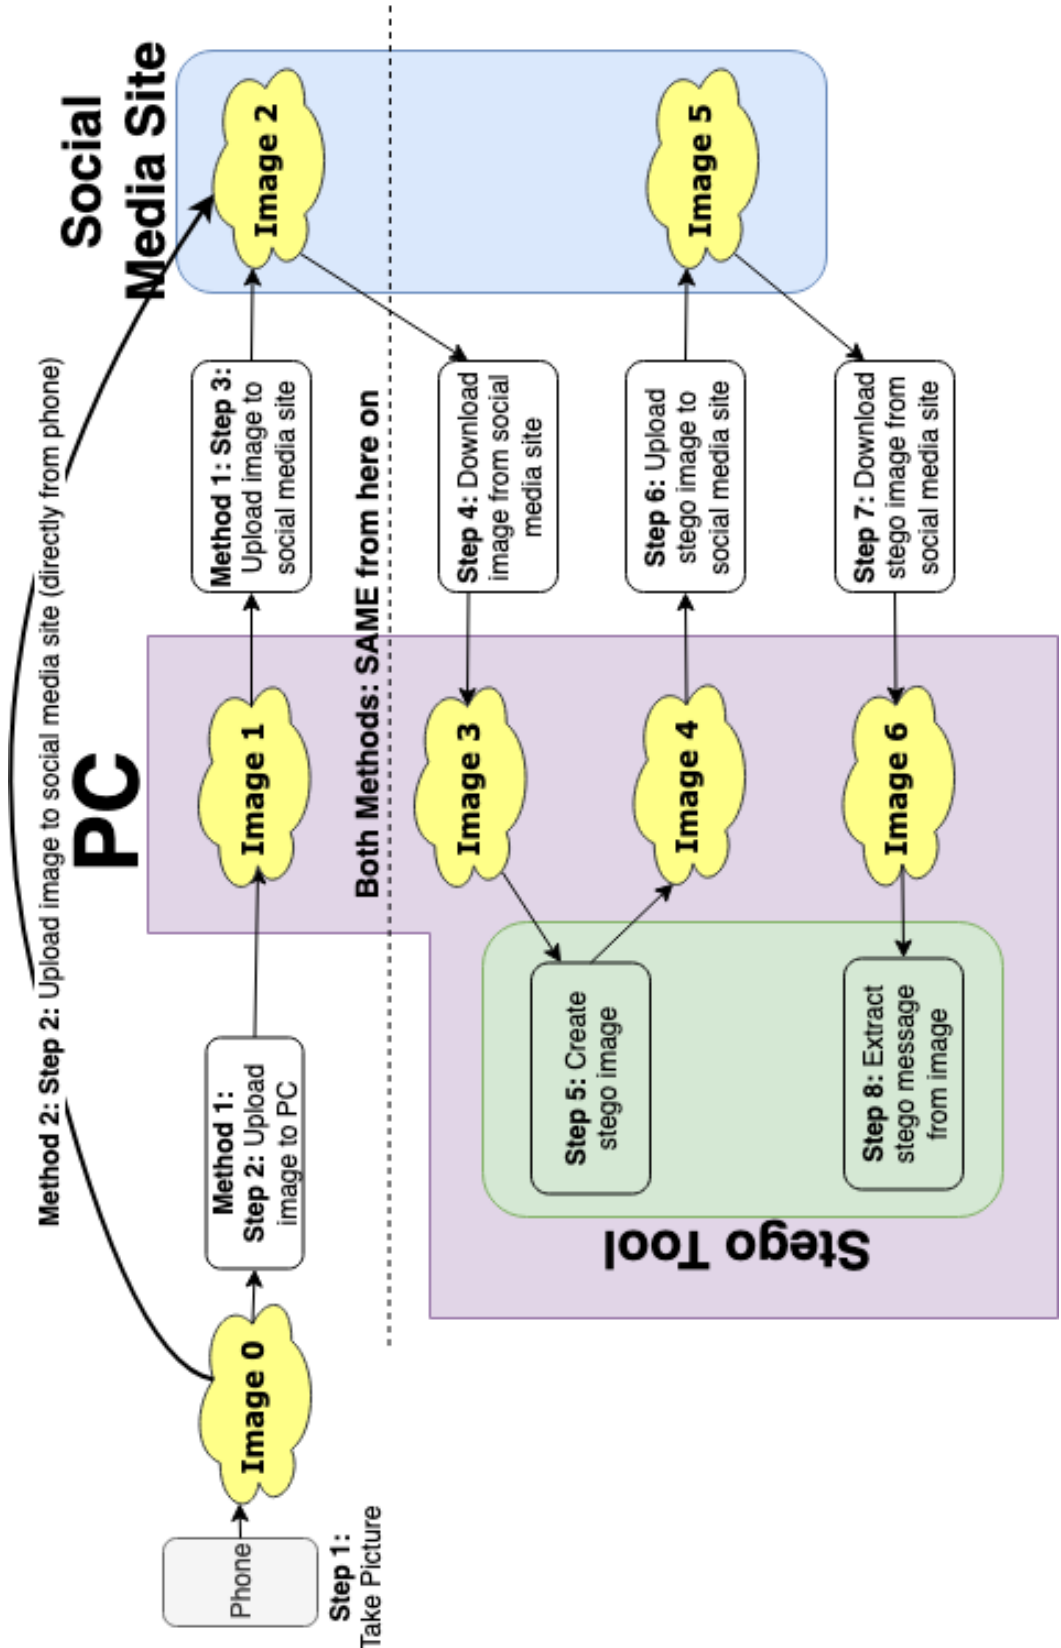 Social
Media Site
PC
Method 2: Step 2: Upload image to social media site (directly from phone)
Phone
Step 1:
Take Picture
Image 0
Method 1:
Step 2: Upload
image to PC
Image 1
Method 1: Step 3:
Upload image to
social media site
Image 2
Both Methods: SAME from here on
Step 4: Download
image from social
media site
Image 3
Step 5: Create
stego image
Image 4
Step 6: Upload
stego image to
social media site
Image 5
Step 7: Download
stego image from
social media site
Image 6
Step 8: Extract
stego message
from image
Stego Tool